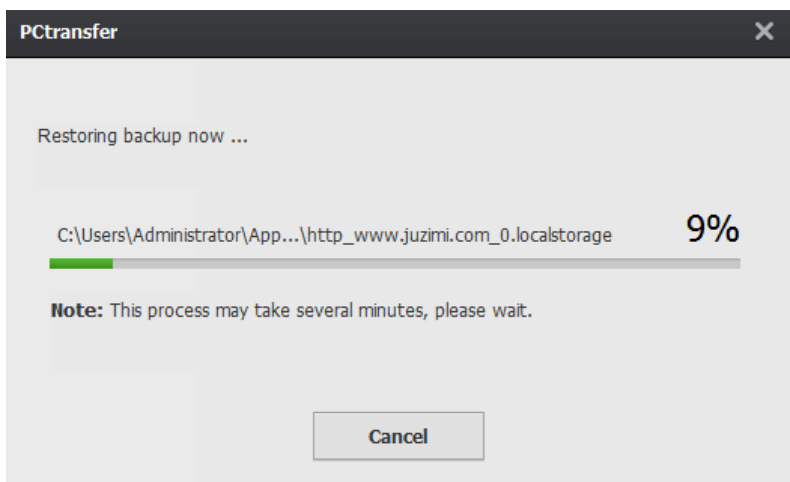 PCtransfer
Restoring backup now ...
C:\Users\Administrator\App...\http_www.juzimi.com_0.localstorage
9%
Note: This process may take several minutes, please wait.
Cancel